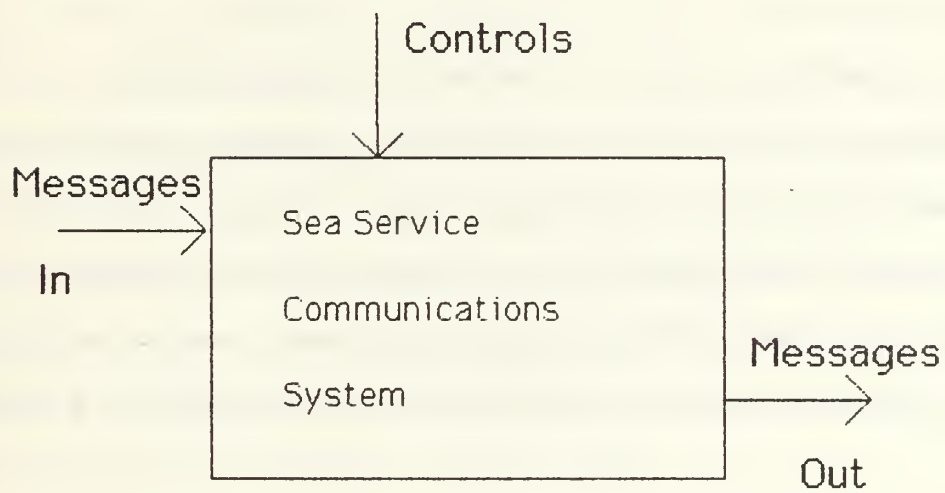 Controls
Messages
In
Sea Service
Communications
System
Messages
Out